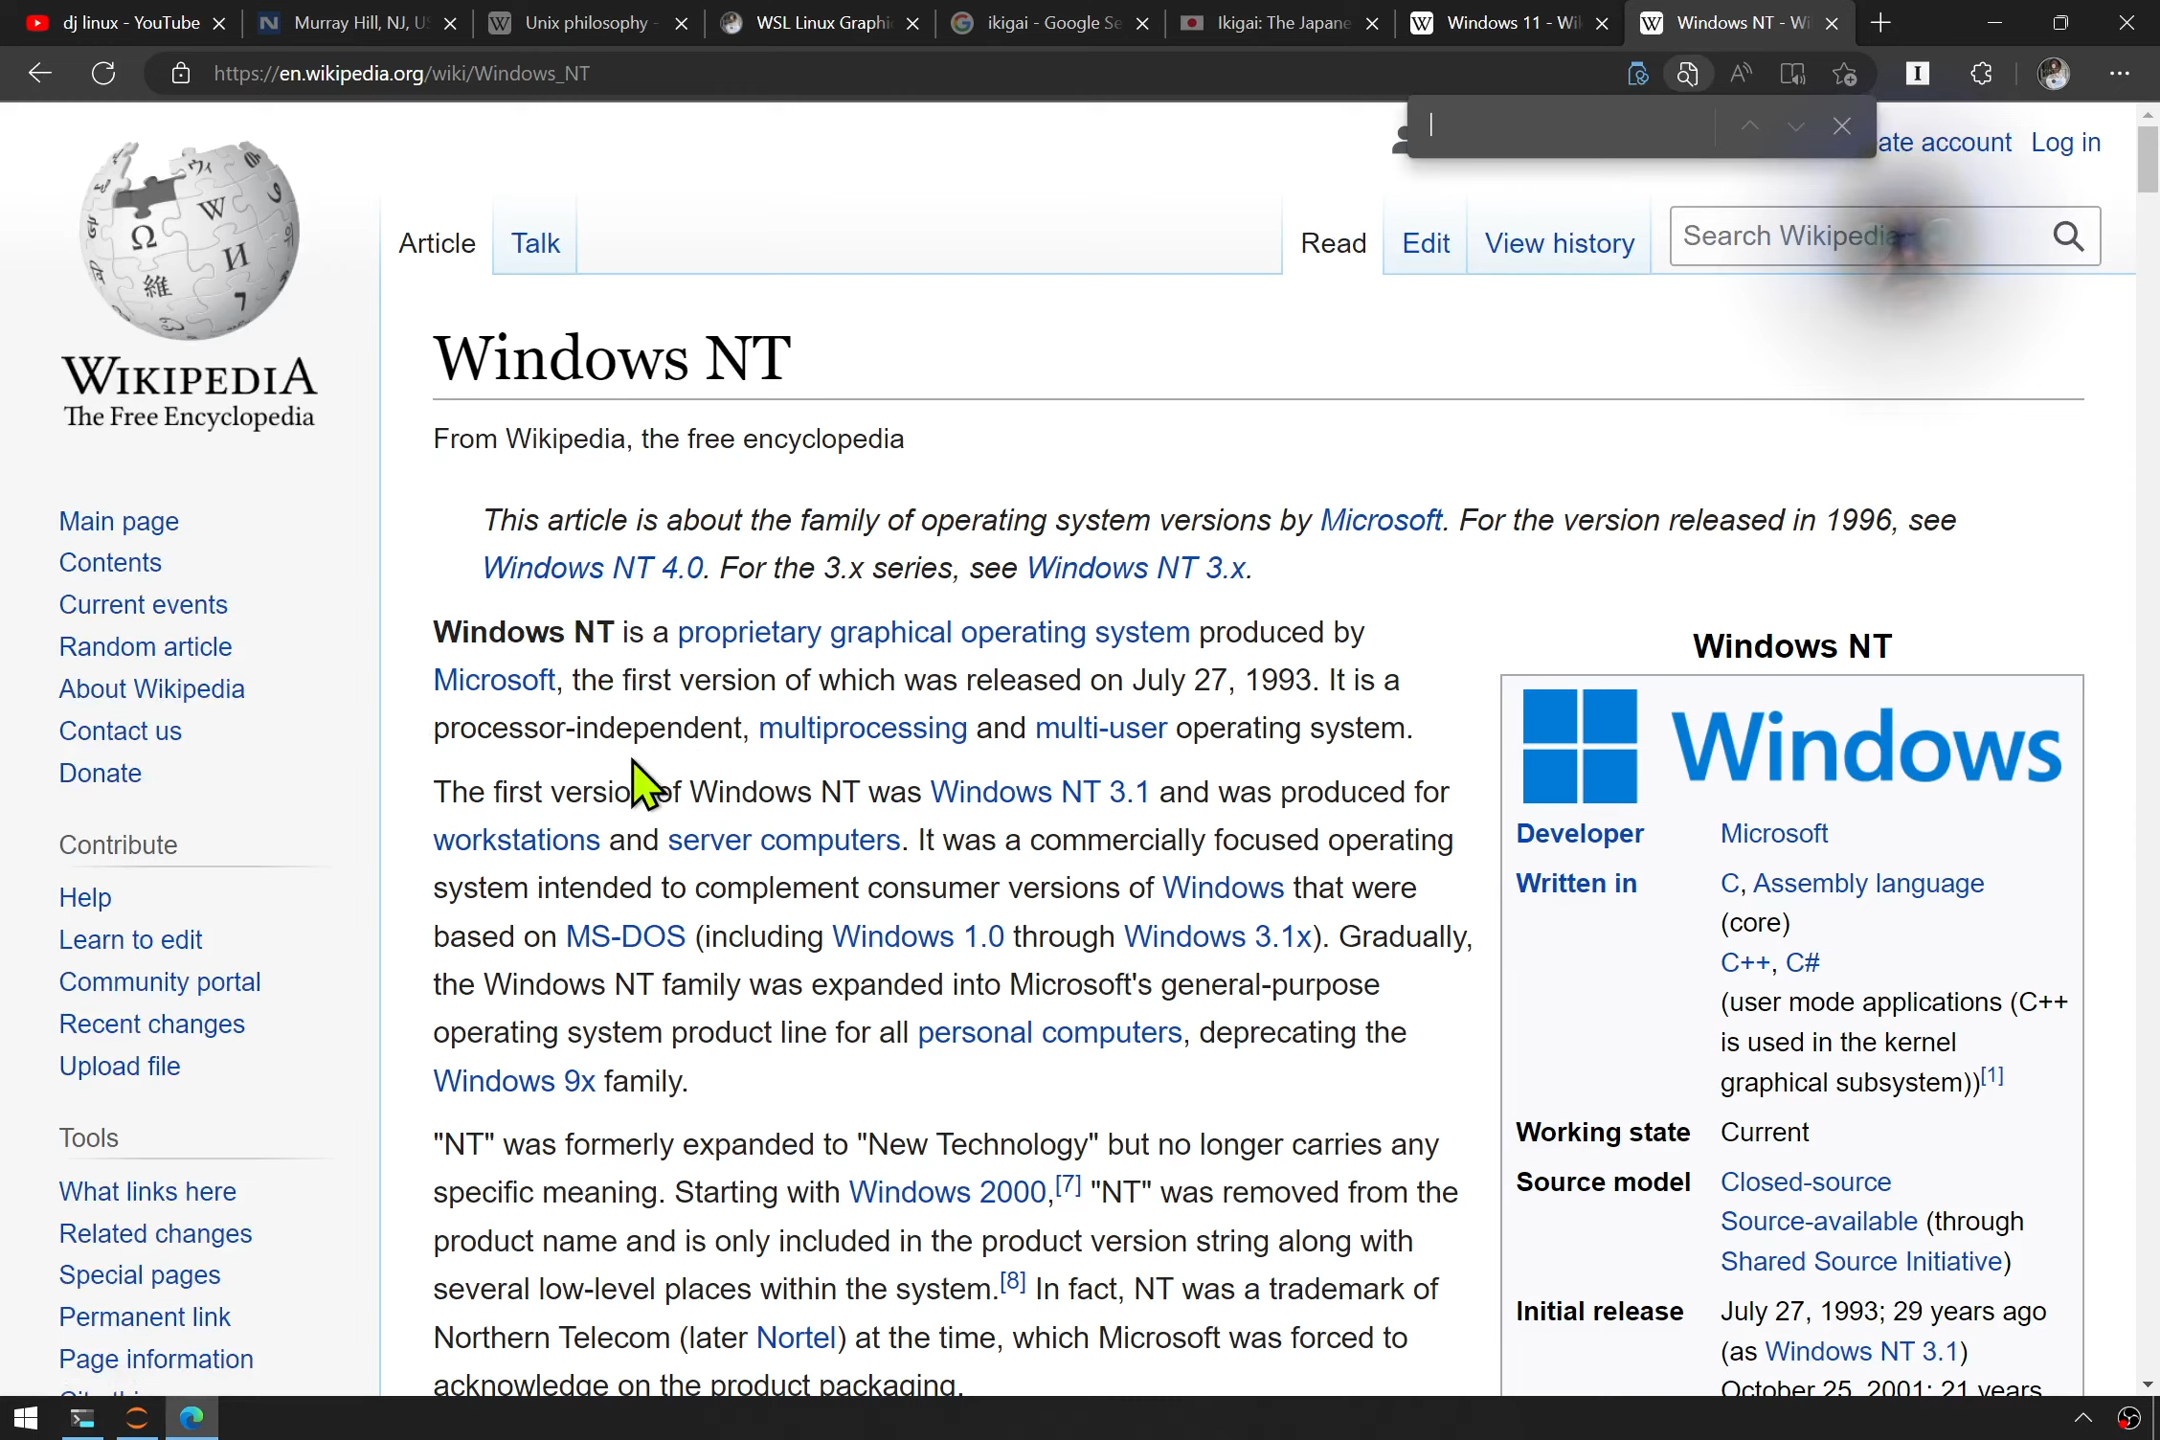 dj linux - YouTube
Murray Hill, NJ, U
Unix philosophy -
WSL Linux Graphi
ikigai - Google Se
Ikigai: The Japane
Windows 11 - Wi
Windows NT - Wi
https://en.wikipedia.org/wiki/Windows_NT
ate account Log in
Article Talk
Read Edit View history
Search Wikipedia
WIKIPEDIA
The Free Encyclopedia
Main page
Contents
Current events
Random article
About Wikipedia
Contact us
Donate
Contribute
Help
Learn to edit
Community portal
Recent changes
Upload file
Tools
What links here
Related changes
Special pages
Permanent link
Page information
Windows NT
From Wikipedia, the free encyclopedia
This article is about the family of operating system versions by Microsoft. For the version released in 1996, see
Windows NT 4.0. For the 3.x series, see Windows NT 3.x.
Windows NT is a proprietary graphical operating system produced by
Microsoft, the first version of which was released on July 27, 1993. It is a
processor-independent, multiprocessing and multi-user operating system.
The first versio of Windows NT was Windows NT 3.1 and was produced for
workstations and server computers. It was a commercially focused operating
system intended to complement consumer versions of Windows that were
based on MS-DOS (including Windows 1.0 through Windows 3.1x). Gradually,
the Windows NT family was expanded into Microsoft's general-purpose
operating system product line for all personal computers, deprecating the
Windows 9x family.
"NT" was formerly expanded to "New Technology" but no longer carries any
specific meaning. Starting with Windows 2000,[7] "NT" was removed from the
product name and is only included in the product version string along with
several low-level places within the system.[8] In fact, NT was a trademark of
Northern Telecom (later Nortel) at the time, which Microsoft was forced to
acknowledge on the product packaging.
Windows NT
Windows
Developer Microsoft
Written in C, Assembly language
(core)
C++, C#
(user mode applications (C++
is used in the kernel
graphical subsystem))[1]
Working state Current
Source model Closed-source
Source-available (through
Shared Source Initiative)
Initial release July 27, 1993; 29 years ago
(as Windows NT 3.1)
October 25, 2001; 21 years